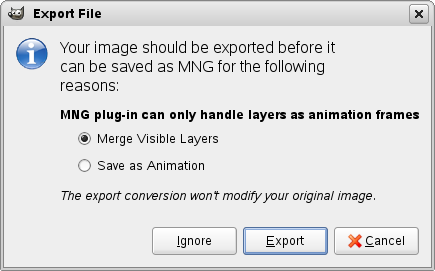 Export File
Your image should be exported before it
can be saved as MNG for the following
reasons:
MNG plug-in can only handle layers as animation frames
Merge Visible Layers
Save as Animation
The export conversion won't modify your original image.
Ignore
Export
Cancel